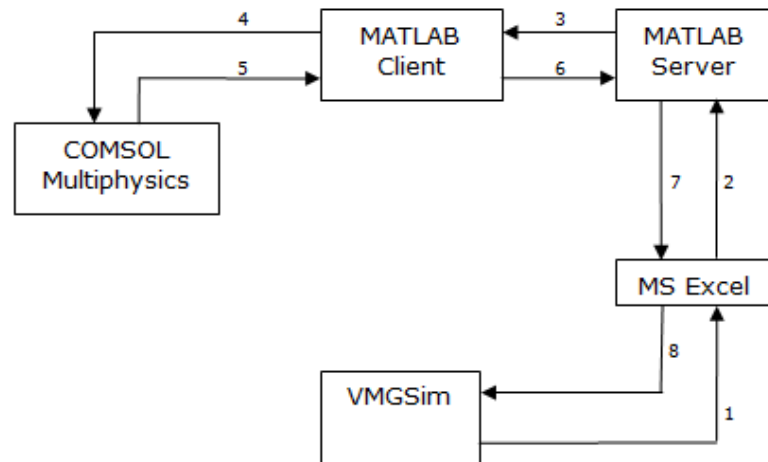 4
MATLAB
Client
3
MATLAB
Server
5
6
COMSOL
Multiphysics
7
2
MS Excel
8
VMGSim
1